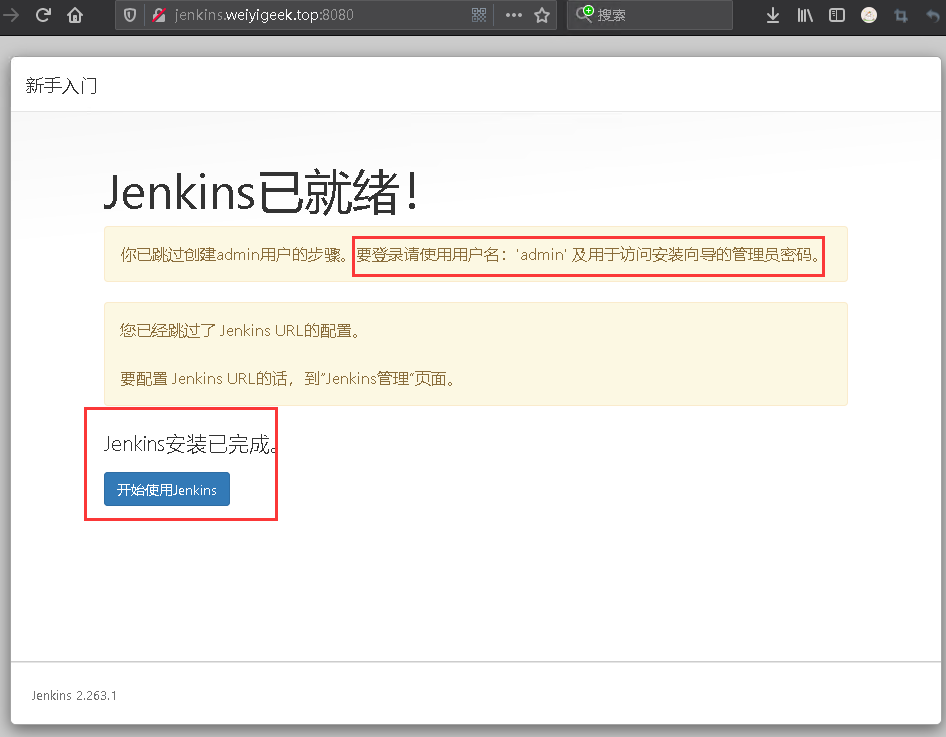 jenkins.weiyigeek.top:8080
搜索
新手入门
Jenkins已就绪！
你已跳过创建admin用户的步骤。要登录请使用用户名：'admin' 及用于访问安装向导的管理员密码。
您已经跳过了 Jenkins URL的配置。
要配置 Jenkins URL的话，到”Jenkins管理“页面。
Jenkins安装已完成。
开始使用Jenkins
Jenkins 2.263.1